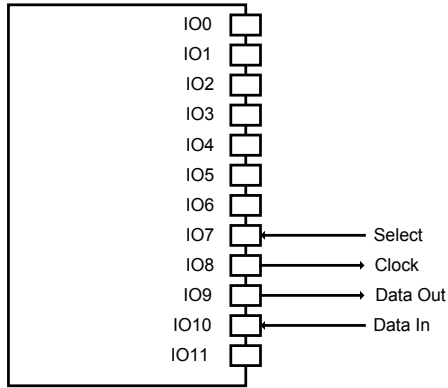 IO0
IO1
IO2
IO3
IO4
IO5
IO6
IO7 Select
IO8 Clock
IO9 Data Out
IO10 Data In
IO11